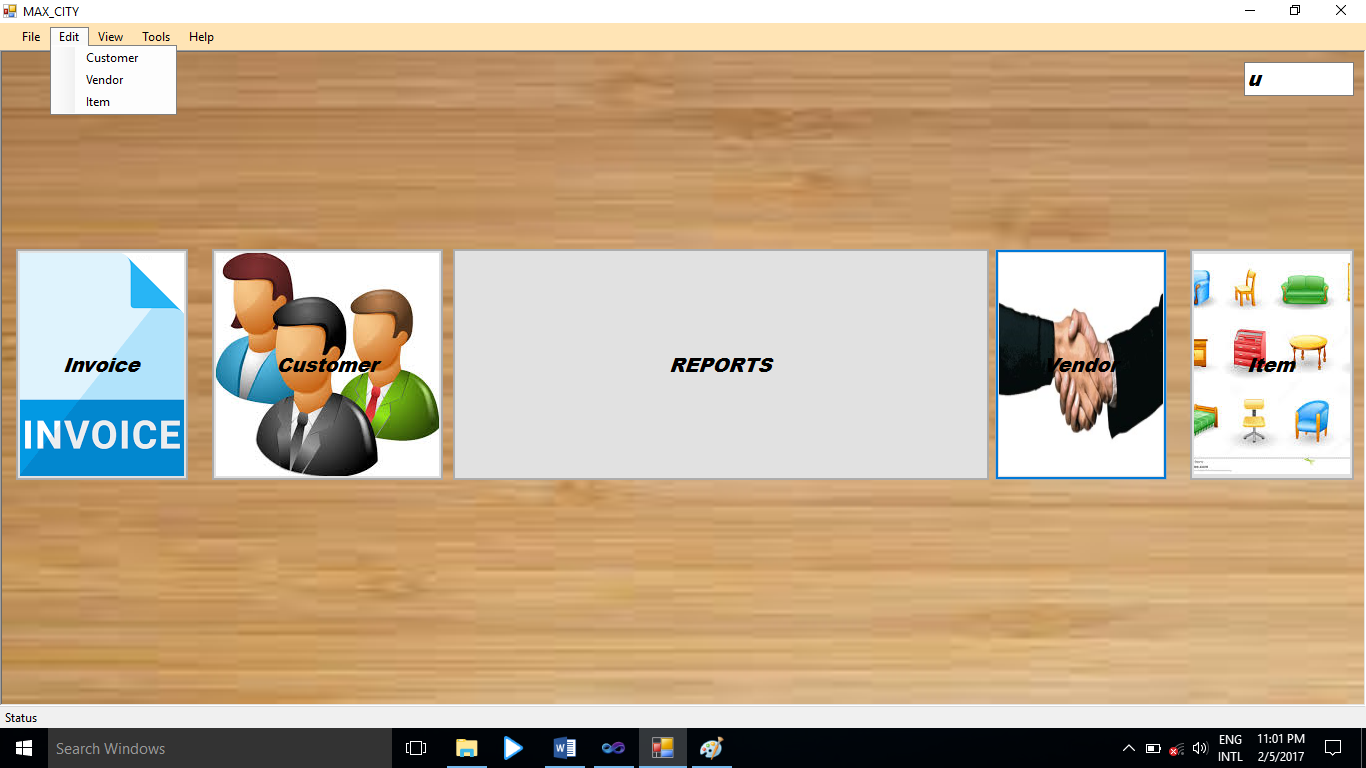 MAX_CITY
File Edit View Tools Help
Customer
Vendor
Item
u
Invoice
INVOICE
Customer
REPORTS
Vendor
Item
Status
Search Windows
ENG
INTL
11:01 PM
2/5/2017